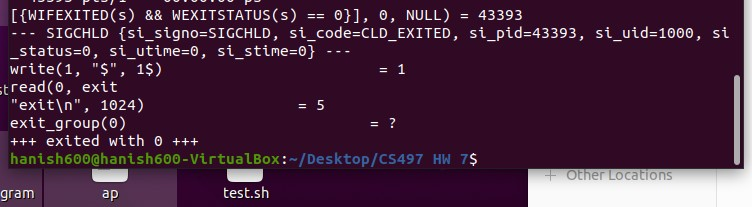 [{WIFEXITED(s) && WEXITSTATUS(s) == 0}], 0, NULL) = 43393
--- SIGCHLD {si_signo=SIGCHLD, si_code=CLD_EXITED, si_pid=43393, si_uid=1000, si
_status=0, si_utime=0, si_stime=0} ---
write(1, "$", 1$)                       = 1
read(0, exit
"exit\n", 1024)                 = 5
exit_group(0)                           = ?
+++ exited with 0 +++
hanish600@hanish600-VirtualBox:~/Desktop/CS497 HW 7$
+ Other Locations
gram
ap
test.sh